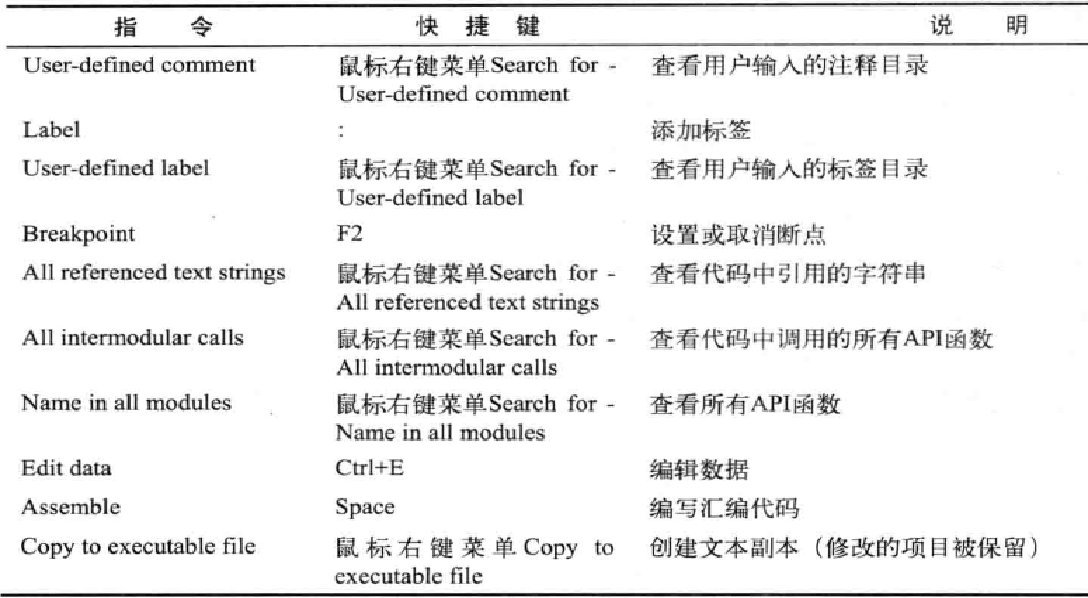 指 令 快 捷 键 说 明
User-defined comment 鼠标右键菜单Search for - 查看用户输入的注释目录
User-defined comment
Label : 添加标签
User-defined label 鼠标右键菜单Search for - 查看用户输入的标签目录
User-defined label
Breakpoint F2 设置或取消断点
All referenced text strings 鼠标右键菜单Search for - 查看代码中引用的字符串
All referenced text strings
All intermodular calls 鼠标右键菜单Search for - 查看代码中调用的所有API函数
All intermodular calls
Name in all modules 鼠标右键菜单Search for - 查看所有API函数
Name in all modules
Edit data Ctrl+E 编辑数据
Assemble Space 编写汇编代码
Copy to executable file 鼠标右键菜单Copy to 创建文本副本（修改的项目被保留）
executable file